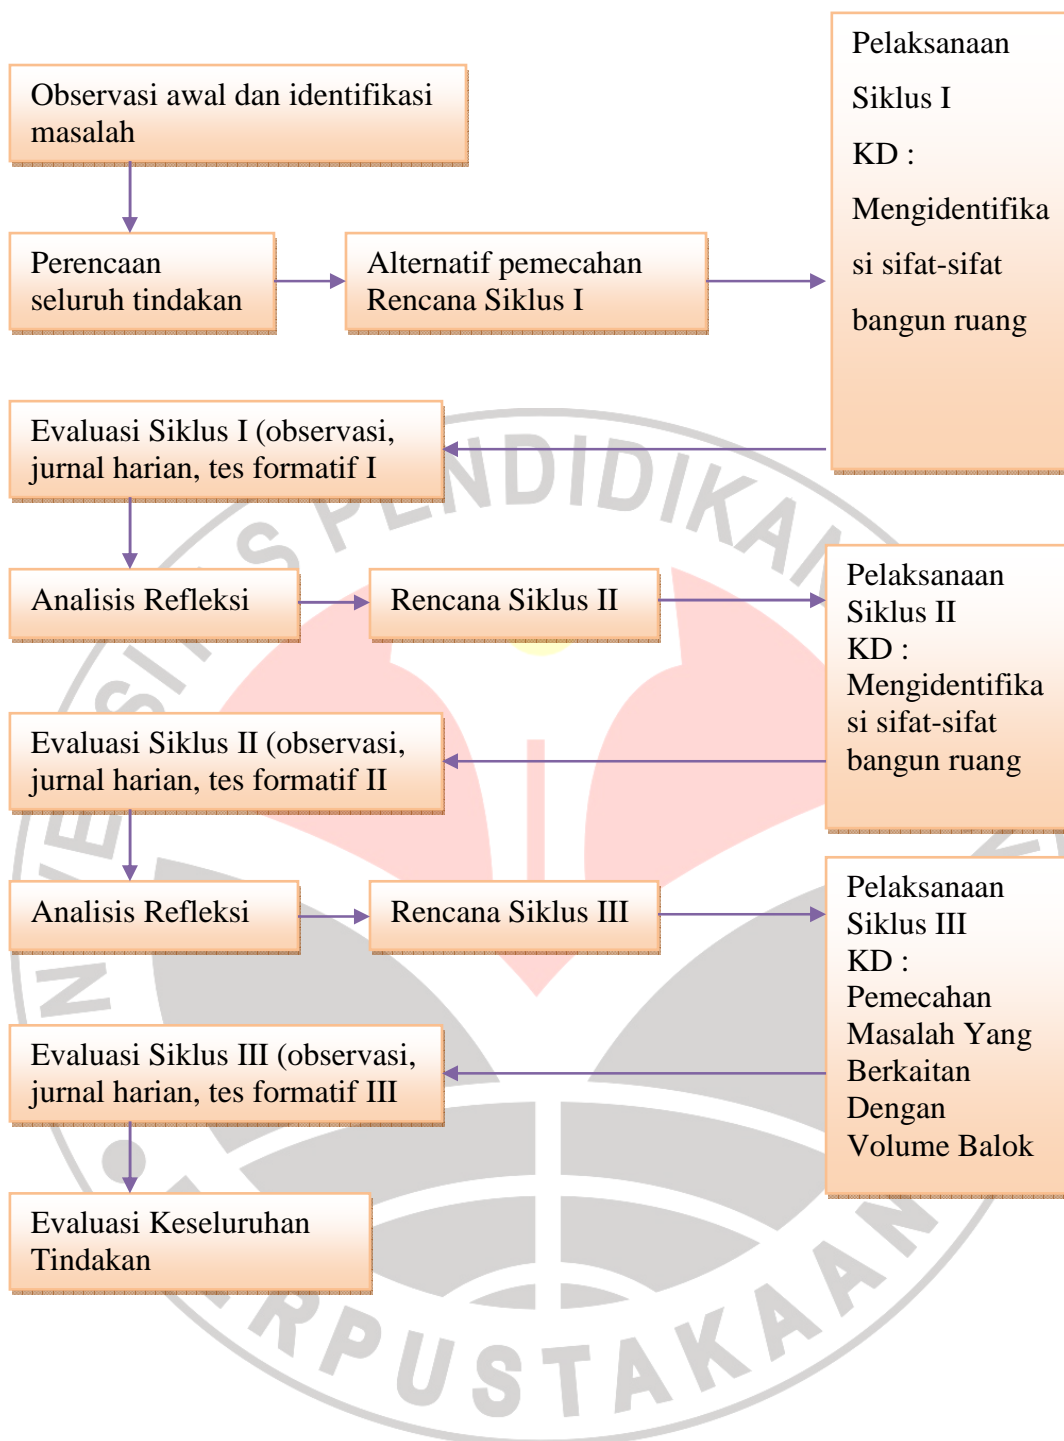 Observasi awal dan identifikasi
masalah
Perencaan
seluruh tindakan
Alternatif pemecahan
Rencana Siklus I
Pelaksanaan
Siklus I
KD :
Mengidentifika
si sifat-sifat
bangun ruang
Evaluasi Siklus I (observasi,
jurnal harian, tes formatif I
Analisis Refleksi
Rencana Siklus II
Pelaksanaan
Siklus II
KD :
Mengidentifika
si sifat-sifat
bangun ruang
Evaluasi Siklus II (observasi,
jurnal harian, tes formatif II
Analisis Refleksi
Rencana Siklus III
Pelaksanaan
Siklus III
KD :
Pemecahan
Masalah Yang
Berkaitan
Dengan
Volume Balok
Evaluasi Siklus III (observasi,
jurnal harian, tes formatif III
Evaluasi Keseluruhan
Tindakan
PENDIDIKAN